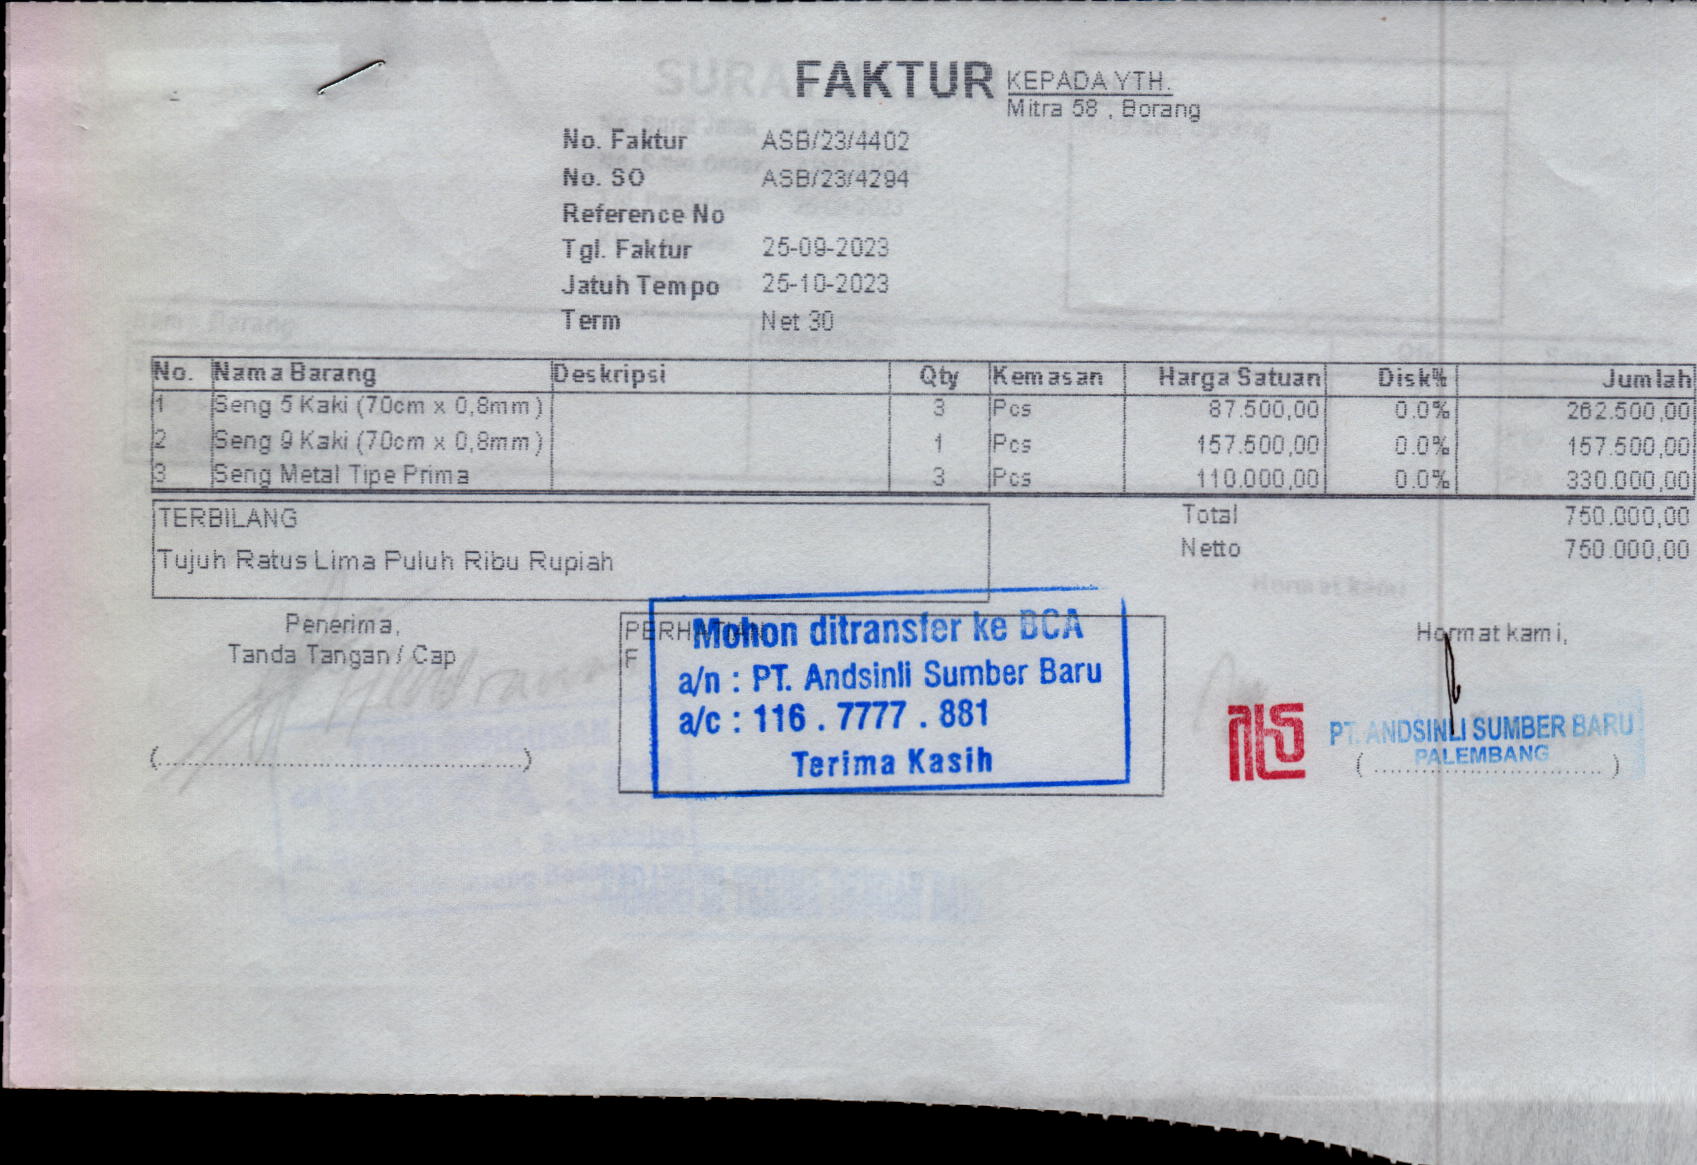 FAKTUR
KEPADA YTH.
Mitra 58 , Borang
No. Faktur ASB/23/4402
No. SO ASB/23/4294
Reference No
Tgl. Faktur 25-09-2023
Jatuh Tempo 25-10-2023
Term Net 30
No. Nama Barang Deskripsi Qty Kemasan Harga Satuan Disk% Jumlah
1 Seng 5 Kaki (70cm x 0,8mm) 3 Pcs 87.500,00 0.0% 262.500,00
2 Seng 9 Kaki (70cm x 0,8mm) 1 Pcs 157.500,00 0.0% 157.500,00
3 Seng Metal Tipe Prima 3 Pcs 110.000,00 0.0% 330.000,00
TERBILANG
Tujuh Ratus Lima Puluh Ribu Rupiah
Total 750.000,00
Netto 750.000,00
Penerima,
Tanda Tangan / Cap
(........................................)
PERHATIAN
F
Mohon ditransfer ke BCA
a/n : PT. Andsinli Sumber Baru
a/c : 116 . 7777 . 881
Terima Kasih
Hormat kami,
PT. ANDSINLI SUMBER BARU
PALEMBANG
( .............................. )